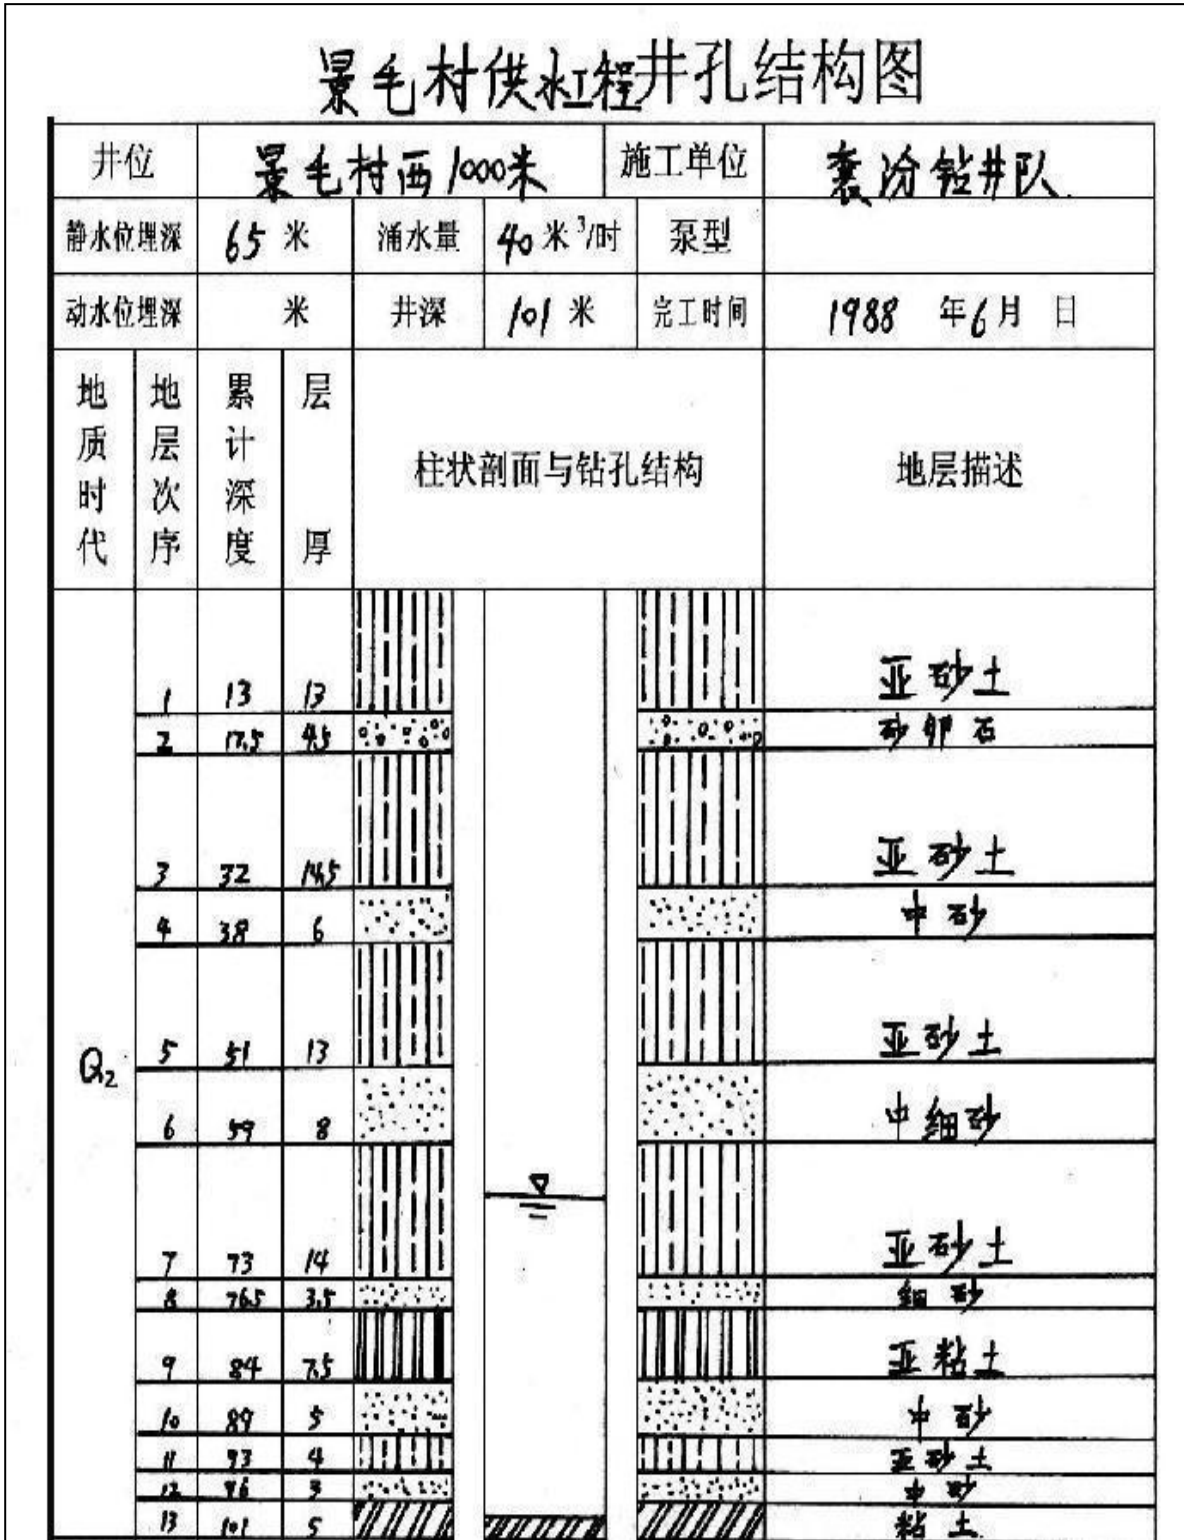 景毛村供水工程井孔结构图
井位 景毛村西1000米 施工单位 襄汾钻井队
静水位埋深 65 米 涌水量 40 米³/时 泵型
动水位埋深 米 井深 101 米 完工时间 1988 年6月 日
地质时代 地层次序 累计深度 层厚 柱状剖面与钻孔结构 地层描述
1 13 13 亚砂土
2 17.5 4.5 砂卵石
3 32 14.5 亚砂土
4 38 6 中砂
5 51 13 亚砂土
Q₂
6 59 8 中细砂
7 73 14 亚砂土
8 76.5 3.5 细砂
9 84 7.5 亚粘土
10 89 5 中砂
11 93 4 亚砂土
12 96 3 中砂
13 101 5 粘土